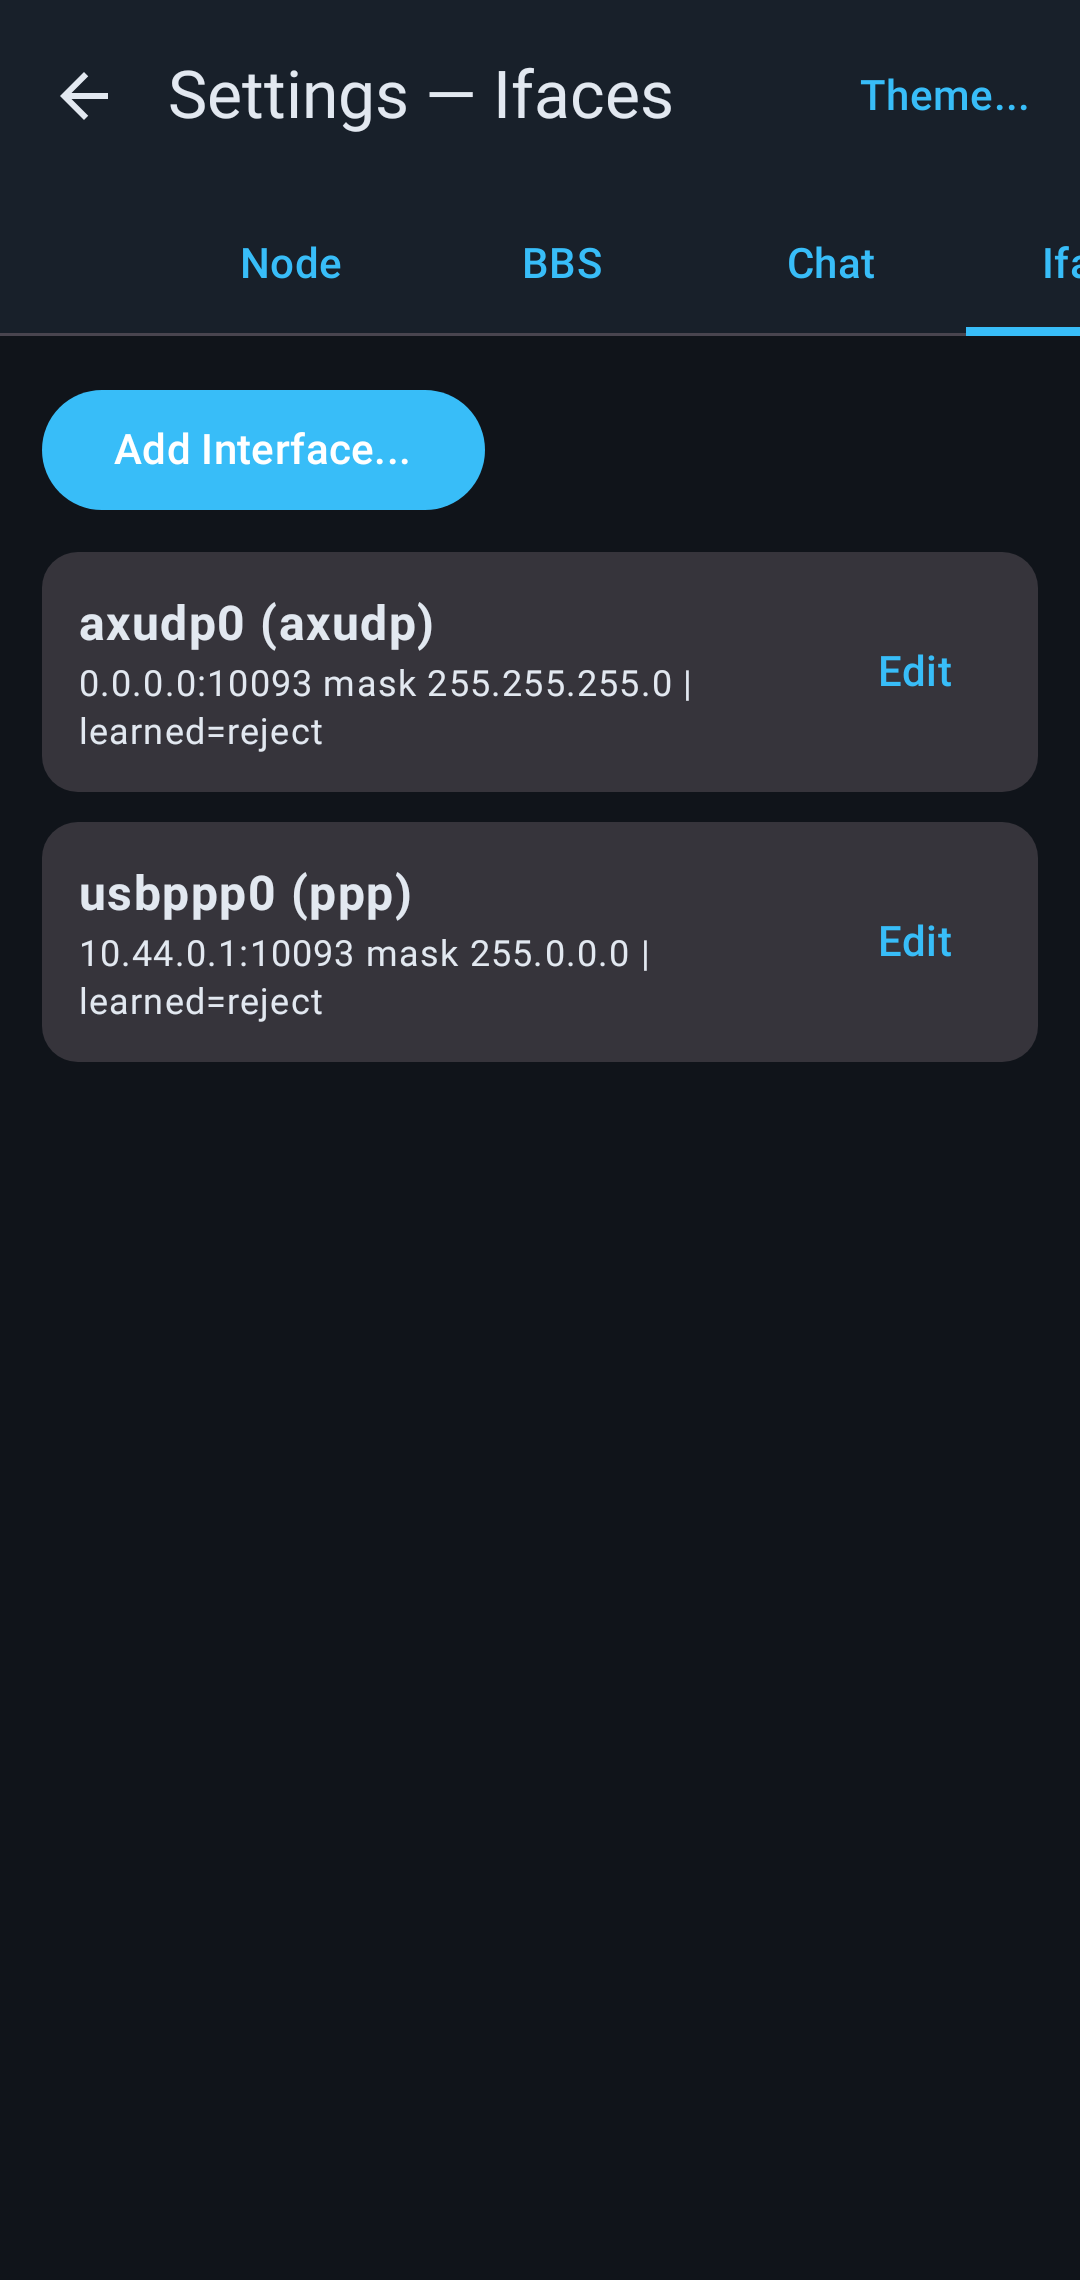 Settings — Ifaces
Theme...
Node
BBS
Chat
Add Interface...
axudp0 (axudp)
0.0.0.0:10093 mask 255.255.255.0 |
learned=reject
Edit
usbppp0 (ppp)
10.44.0.1:10093 mask 255.0.0.0 |
learned=reject
Edit